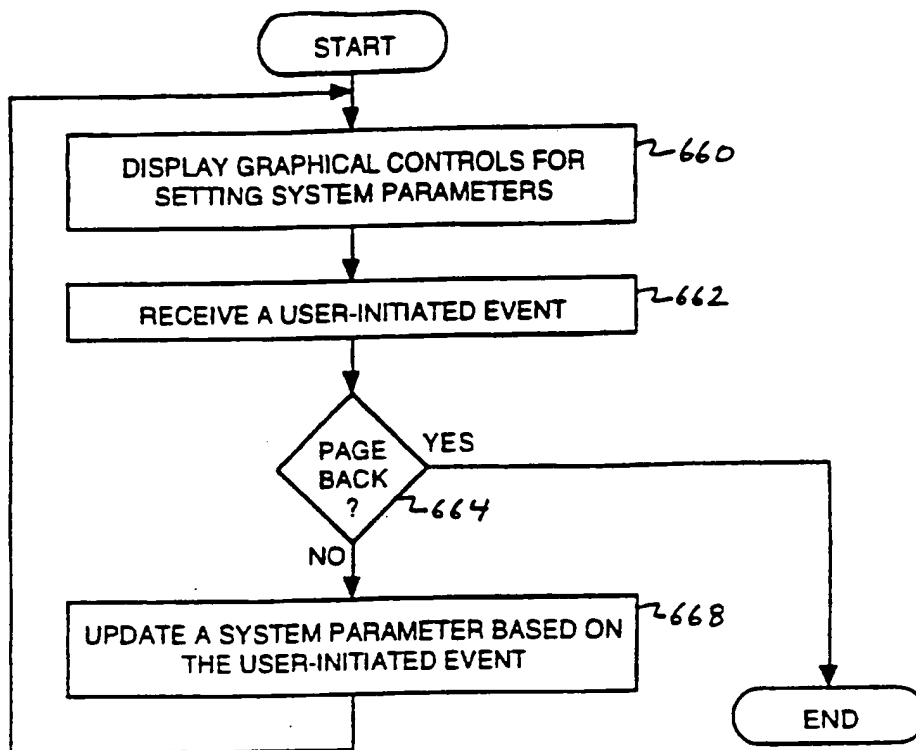 START
DISPLAY GRAPHICAL CONTROLS FOR
SETTING SYSTEM PARAMETERS
660
RECEIVE A USER-INITIATED EVENT
662
PAGE
BACK
?
YES
664
NO
UPDATE A SYSTEM PARAMETER BASED ON
THE USER-INITIATED EVENT
668
END